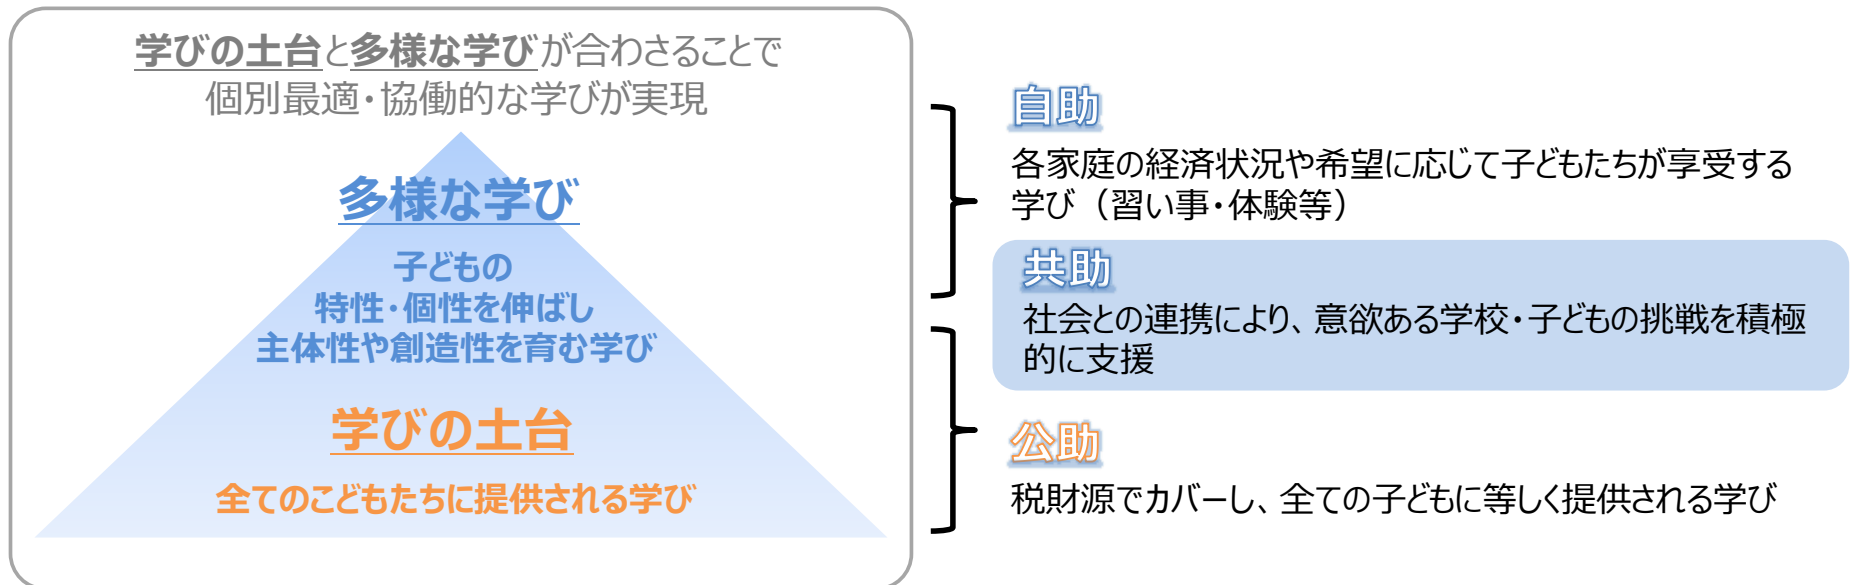 学びの土台と多様な学びが合わさることで
個別最適・協働的な学びが実現
多様な学び
子どもの
特性・個性を伸ばし
主体性や創造性を育む学び
学びの土台
全てのこどもたちに提供される学び
自助
各家庭の経済状況や希望に応じて子どもたちが享受する
学び（習い事・体験等）
共助
社会との連携により、意欲ある学校・子どもの挑戦を積極
的に支援
公助
税財源でカバーし、全ての子どもに等しく提供される学び